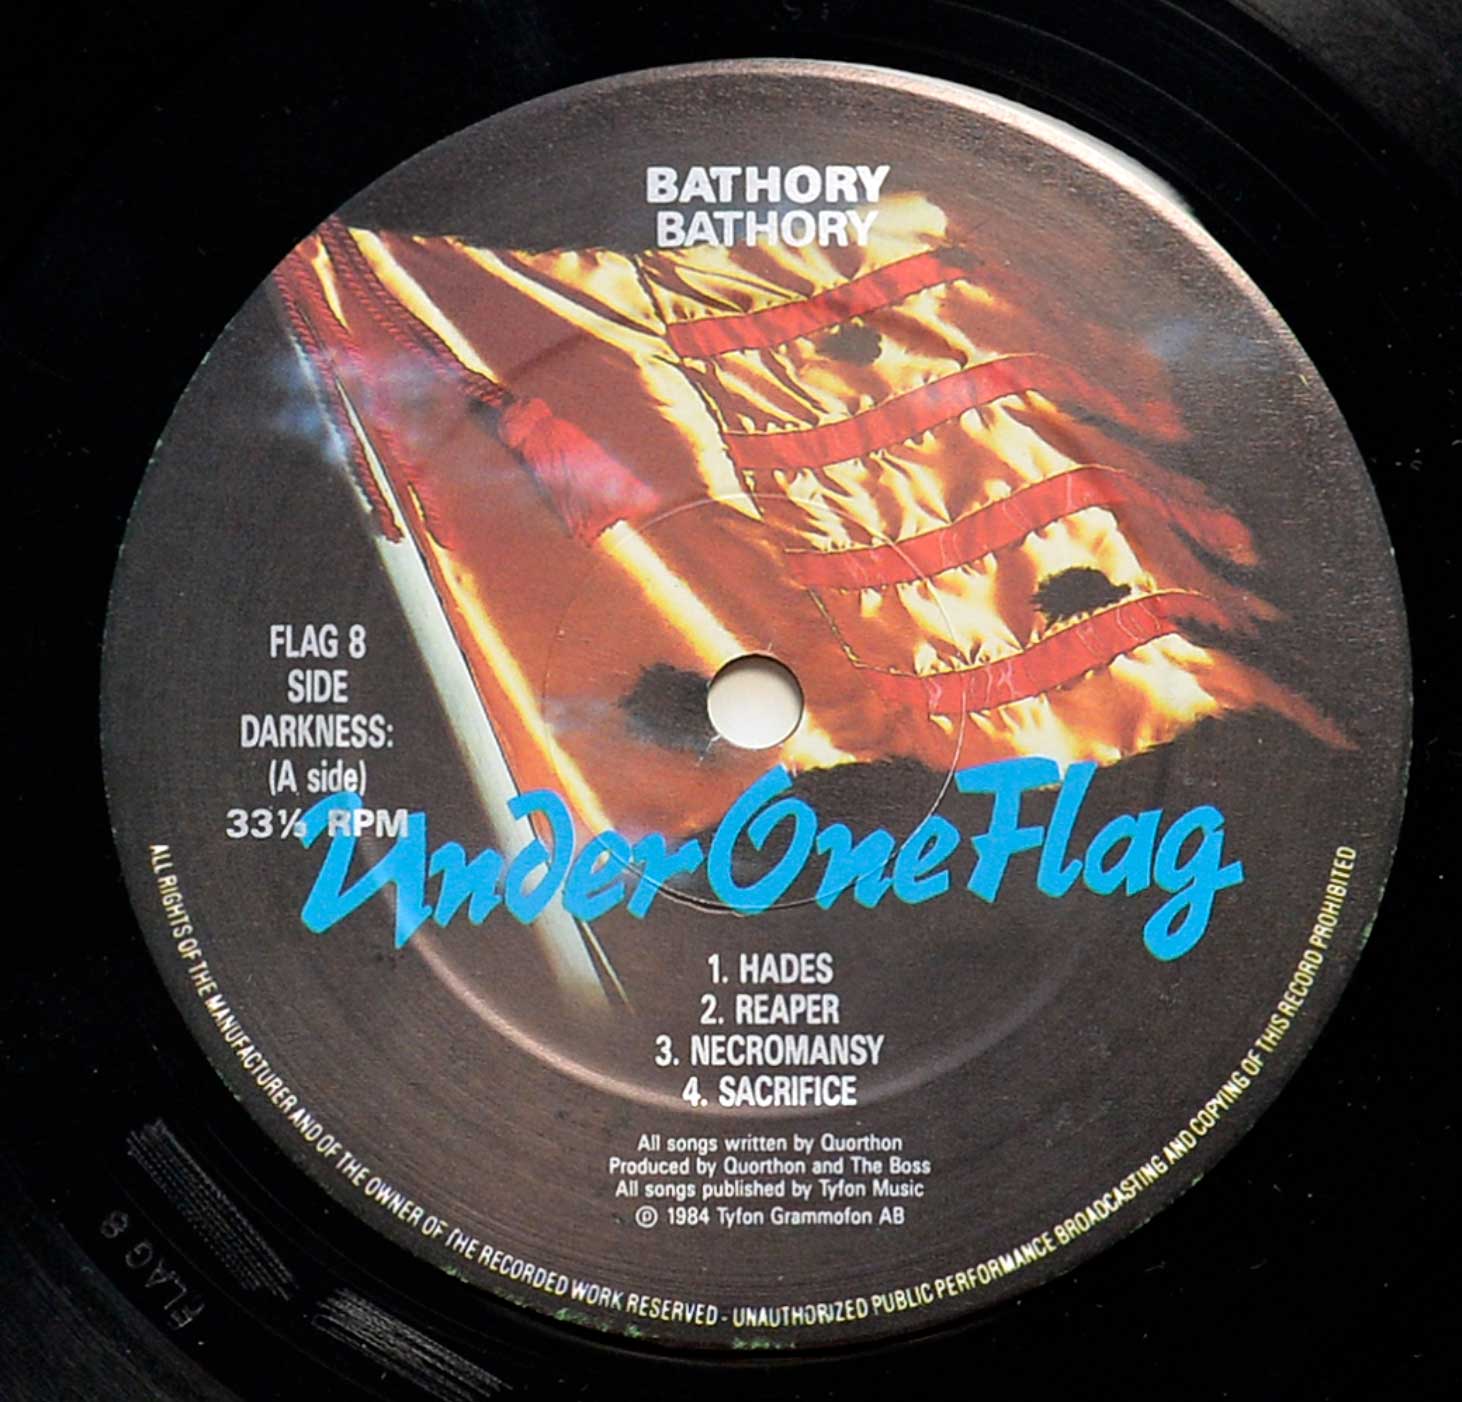 BATHORY
BATHORY
FLAG 8
SIDE
DARKNESS:
(A side)
33⅓ RPM
Under One Flag
1. HADES
2. REAPER
3. NECROMANSY
4. SACRIFICE
All songs written by Quorthon
Produced by Quorthon and The Boss
All songs published by Tyfon Music
℗ 1984 Tyfon Grammofon AB
ALL RIGHTS OF THE MANUFACTURER AND OF THE OWNER OF THE RECORDED WORK RESERVED - UNAUTHORIZED PUBLIC PERFORMANCE BROADCASTING AND COPYING OF THIS RECORD PROHIBITED
FLAG 8